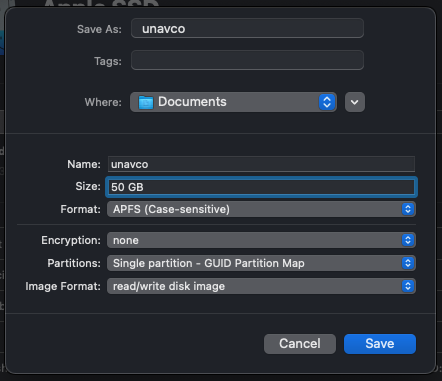 Apple SSD
Save As: unavco
Tags:
Where: Documents
Name: unavco
Size: 50 GB
Format: APFS (Case-sensitive)
Encryption: none
Partitions: Single partition - GUID Partition Map
Image Format: read/write disk image
Cancel Save